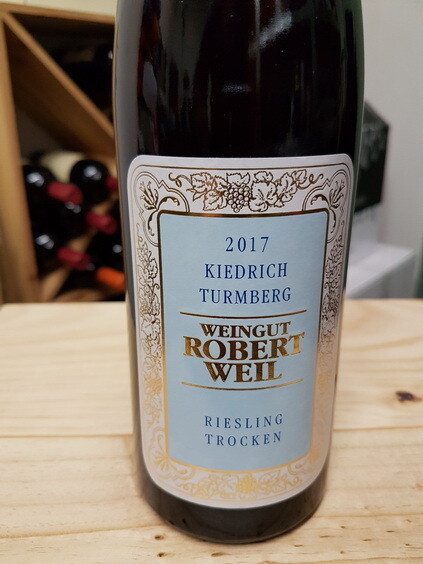 2017
KIEDRICH
TURMBERG
WEINGUT
ROBERT
WEIL
RIESLING
TROCKEN